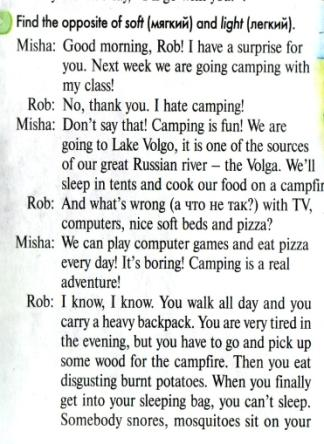 Find the opposite of soft (мягкий) and light (легкий).
Misha: Good morning, Rob! I have a surprise for
you. Next week we are going camping with
my class!
Rob: No, thank you. I hate camping!
Misha: Don't say that! Camping is fun! We are
going to Lake Volgo, it is one of the sources
of our great Russian river – the Volga. We'll
sleep in tents and cook our food on a campfir
Rob: And what's wrong (а что не так?) with TV,
computers, nice soft beds and pizza?
Misha: We can play computer games and eat pizza
every day! It's boring! Camping is a real
adventure!
Rob: I know, I know. You walk all day and you
carry a heavy backpack. You are very tired in
the evening, but you have to go and pick up
some wood for the campfire. Then you eat
disgusting burnt potatoes. When you finally
get into your sleeping bag, you can't sleep.
Somebody snores, mosquitoes sit on your